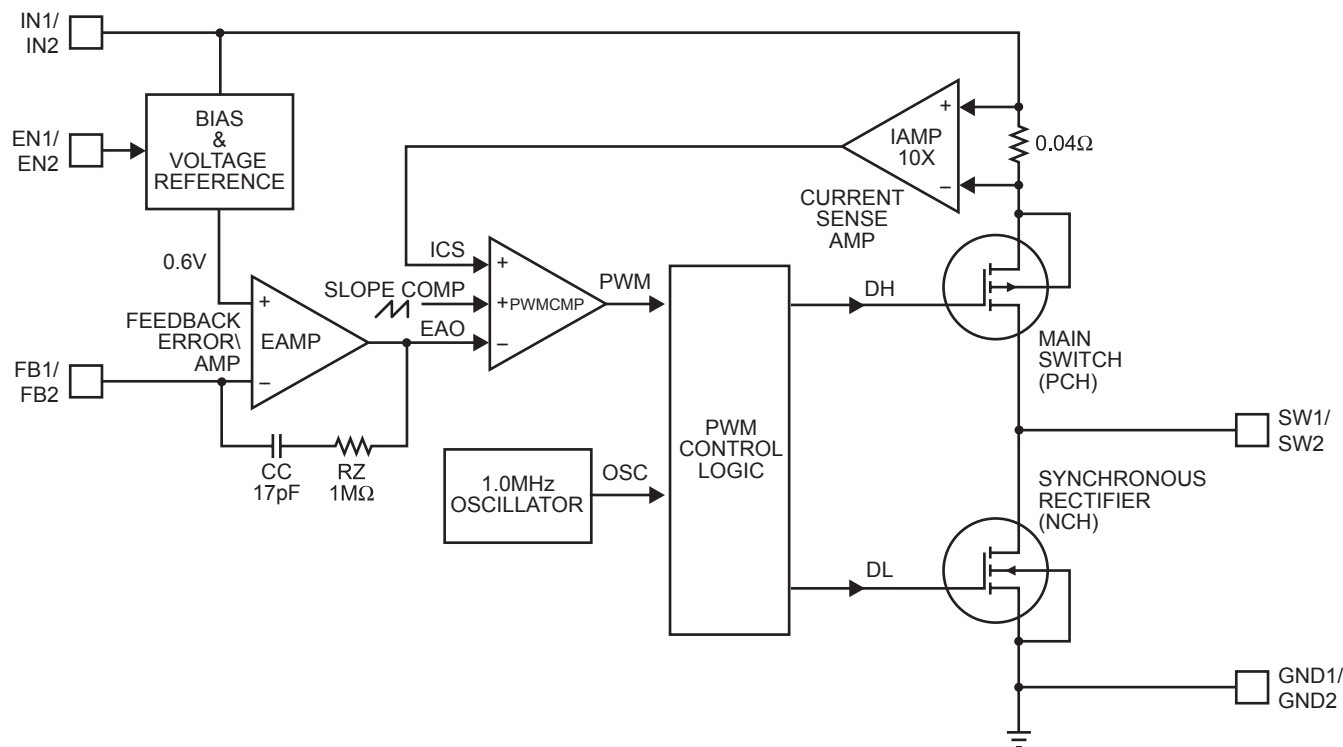 IN1/
IN2
EN1/
EN2
BIAS
&
VOLTAGE
REFERENCE
0.6V
FEEDBACK
ERROR\
AMP
+
EAMP
–
FB1/
FB2
CC
17pF
RZ
1MΩ
ICS
SLOPE COMP
EAO
+
+
PWMCMP
–
PWM
1.0MHz
OSCILLATOR
OSC
PWM
CONTROL
LOGIC
+
IAMP
10X
–
CURRENT
SENSE
AMP
0.04Ω
DH
MAIN
SWITCH
(PCH)
SW1/
SW2
SYNCHRONOUS
RECTIFIER
(NCH)
DL
GND1/
GND2